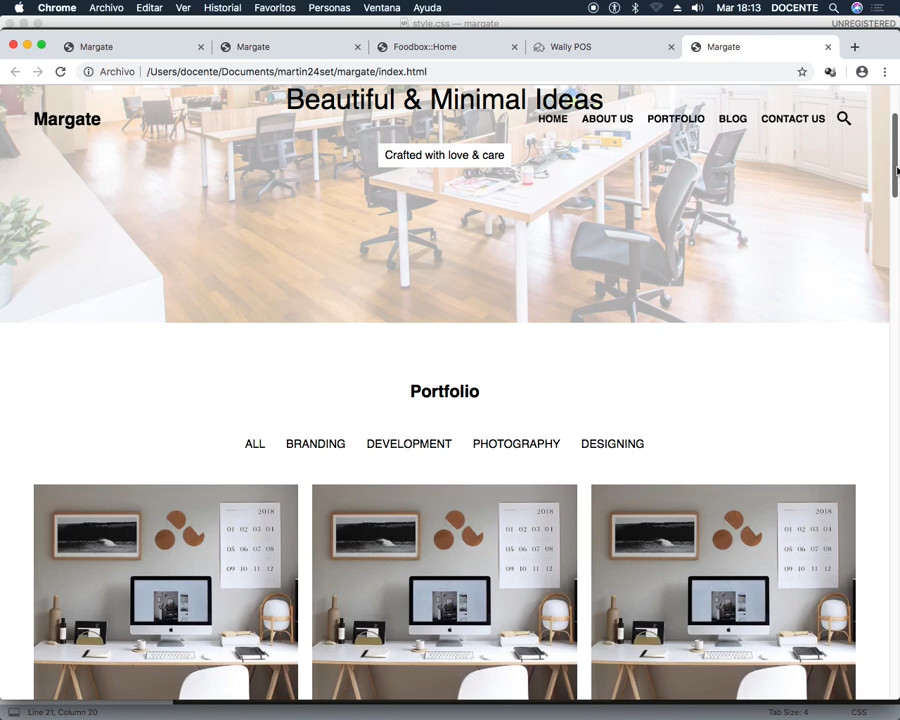 Chrome Archivo Editar Ver Historial Favoritos Personas Ventana Ayuda Mar 18:13 DOCENTE
style.css — margate UNREGISTERED
Margate Margate Foodbox::Home Wally POS Margate
Archivo /Users/docente/Documents/martin24set/margate/index.html
Beautiful & Minimal Ideas
Margate HOME ABOUT US PORTFOLIO BLOG CONTACT US
Crafted with love & care
Portfolio
ALL BRANDING DEVELOPMENT PHOTOGRAPHY DESIGNING
2018 2018 2018
01 02 03 04 01 02 03 04 01 02 03 04
05 06 07 08 05 06 07 08 05 06 07 08
09 10 11 12 09 10 11 12 09 10 11 12
Line 21, Column 20 Tab Size: 4 CSS